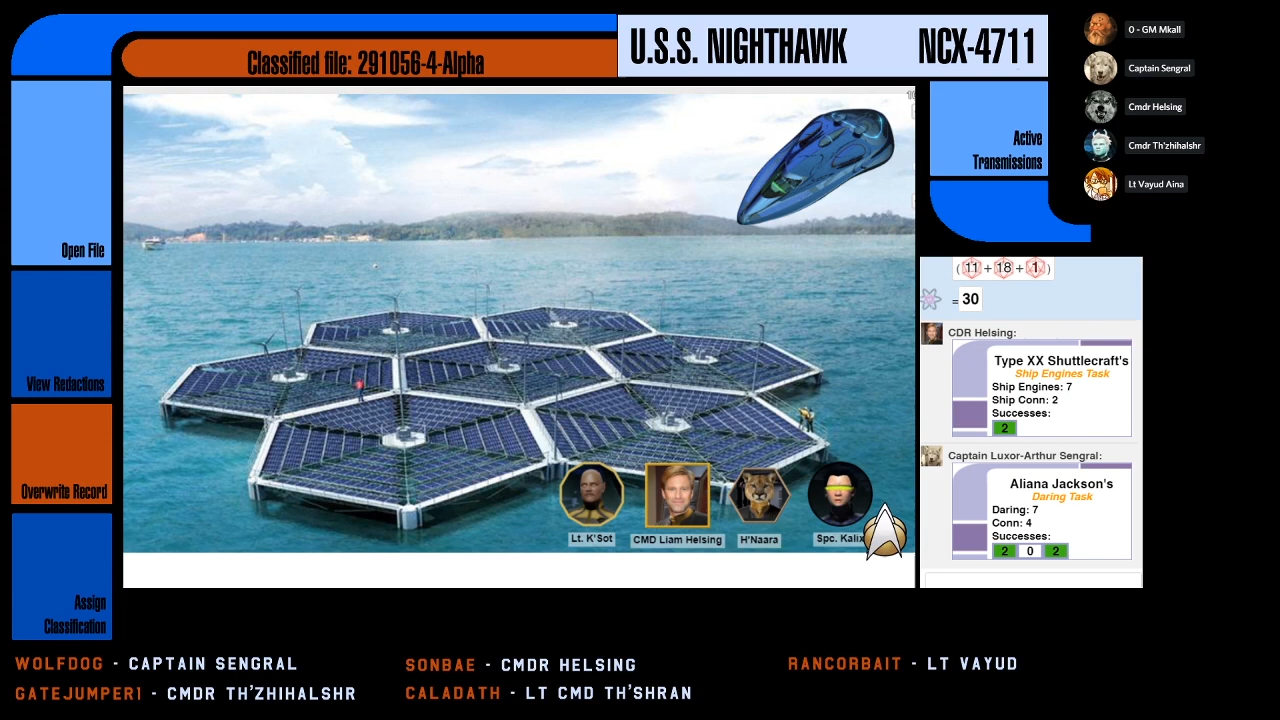 Classified file: 291056-4-Alpha
U.S.S. NIGHTHAWK NCX-4711
Open File
View Redactions
Overwrite Record
Assign
Classification
Lt. K'Sot
CMD Liam Helsing
H'Naara
Spc. Kalix
Active
Transmissions
0 - GM Mkall
Captain Sengral
Cmdr Helsing
Cmdr Th'zhihalshr
Lt Vayud Aina
(11+18+1)
=30
CDR Helsing:
Type XX Shuttlecraft's
Ship Engines Task
Ship Engines: 7
Ship Conn: 2
Successes:
2
Captain Luxor-Arthur Sengral:
Aliana Jackson's
Daring Task
Daring: 7
Conn: 4
Successes:
2 0 2
WOLFDOG - CAPTAIN SENGRAL
SONBAE - CMDR HELSING
RANCORBAIT - LT VAYUD
GATEJUMPER1 - CMDR TH'ZHIHALSHR
CALADATH - LT CMD TH'SHRAN